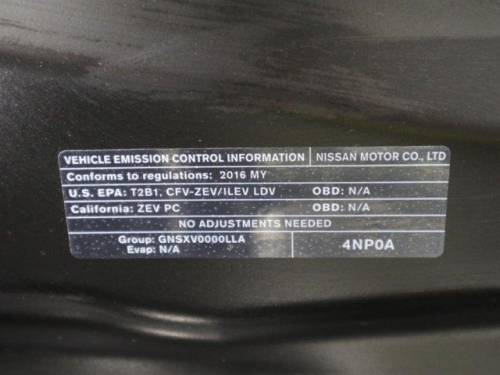 VEHICLE EMISSION CONTROL INFORMATION NISSAN MOTOR CO., LTD
Conforms to regulations: 2016 MY
U.S. EPA: T2B1, CFV-ZEV/ILEV LDV OBD: N/A
California: ZEV PC OBD: N/A
NO ADJUSTMENTS NEEDED
Group: GNSXV0000LLA
Evap: N/A
4NP0A